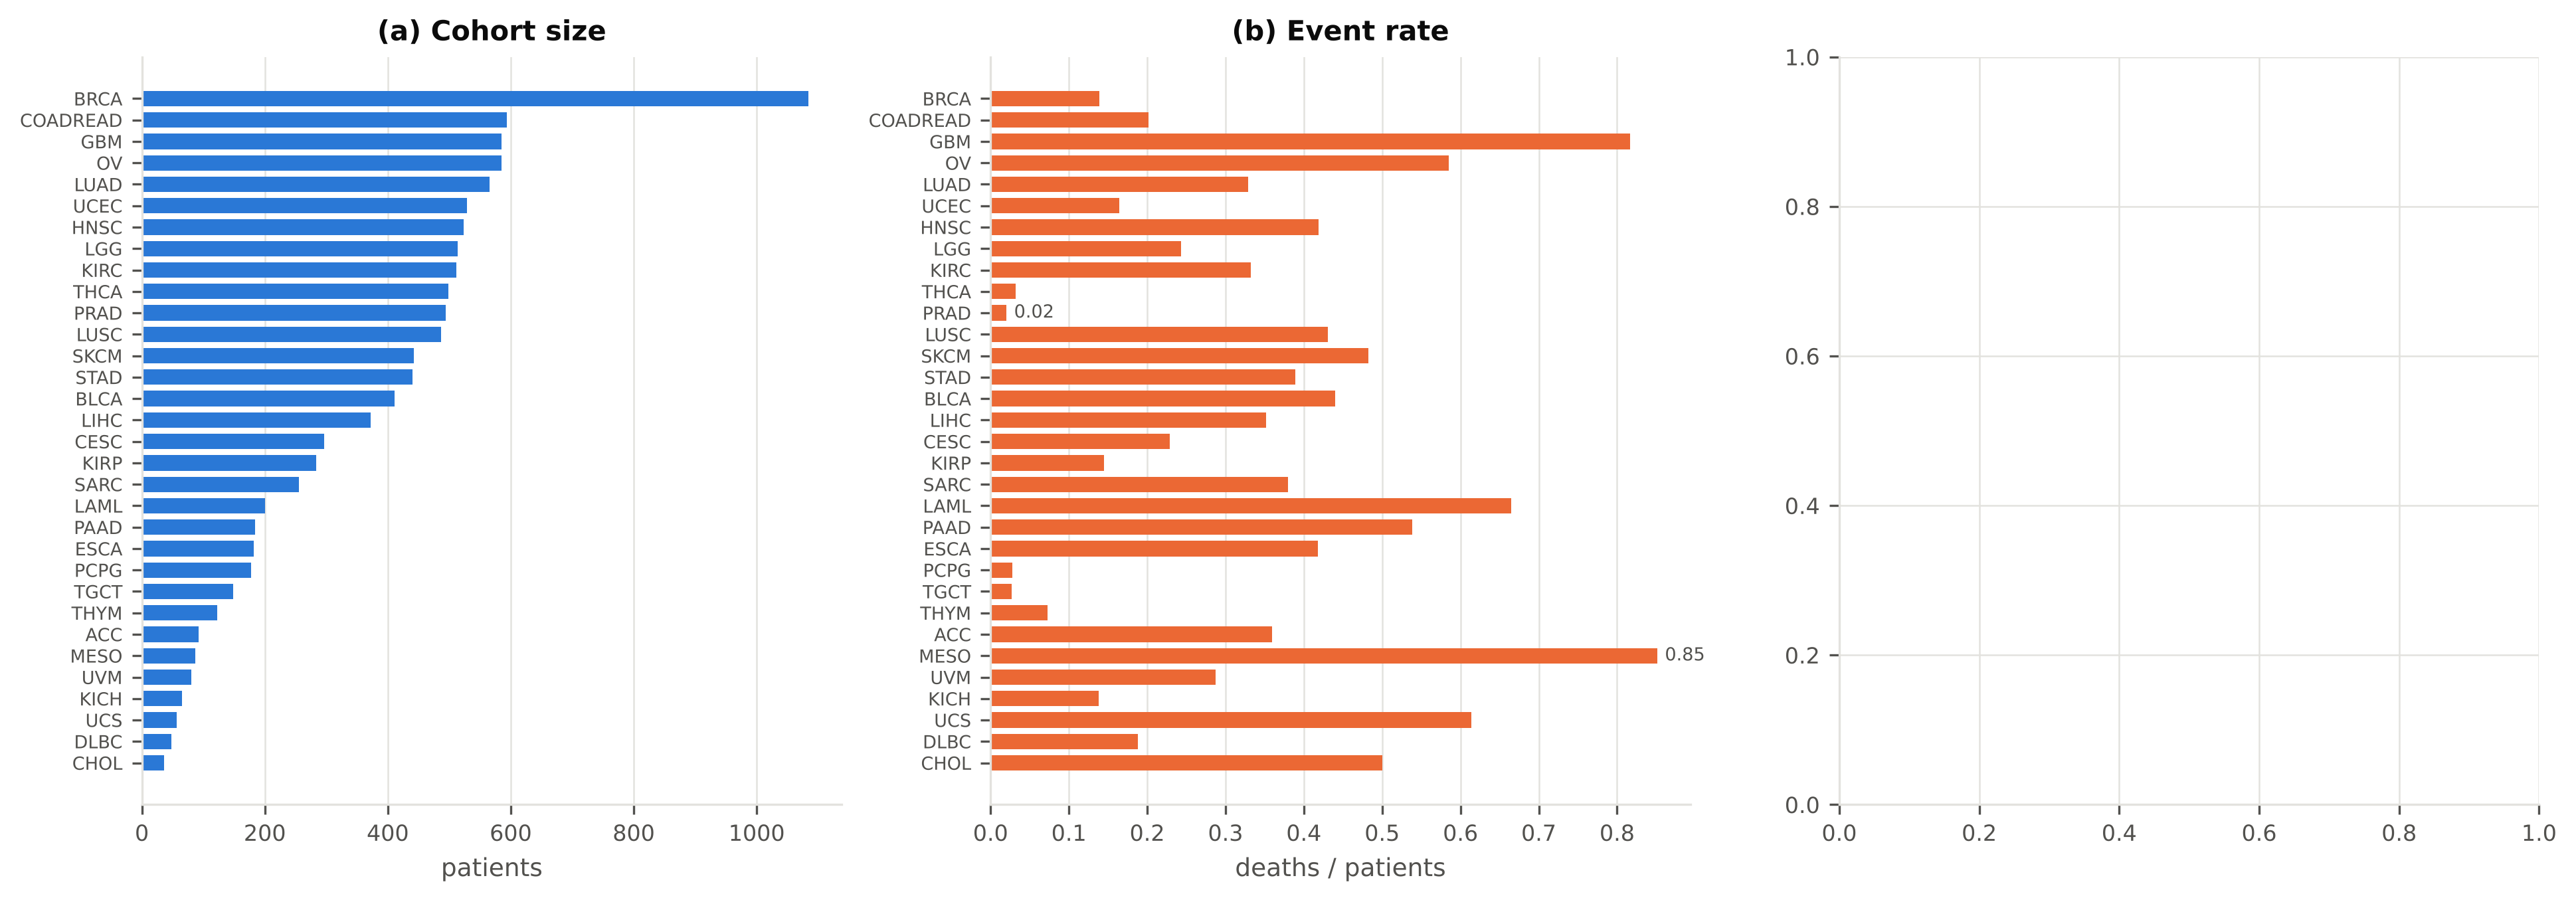 (a) Cohort size
BRCA
COADREAD
GBM
OV
LUAD
UCEC
HNSC
LGG
KIRC
THCA
PRAD
LUSC
SKCM
STAD
BLCA
LIHC
CESC
KIRP
SARC
LAML
PAAD
ESCA
PCPG
TGCT
THYM
ACC
MESO
UVM
KICH
UCS
DLBC
CHOL
0 200 400 600 800 1000
patients
(b) Event rate
BRCA
COADREAD
GBM
OV
LUAD
UCEC
HNSC
LGG
KIRC
THCA
PRAD 0.02
LUSC
SKCM
STAD
BLCA
LIHC
CESC
KIRP
SARC
LAML
PAAD
ESCA
PCPG
TGCT
THYM
ACC
MESO 0.85
UVM
KICH
UCS
DLBC
CHOL
0.0 0.1 0.2 0.3 0.4 0.5 0.6 0.7 0.8
deaths / patients
1.0
0.8
0.6
0.4
0.2
0.0
0.0 0.2 0.4 0.6 0.8 1.0